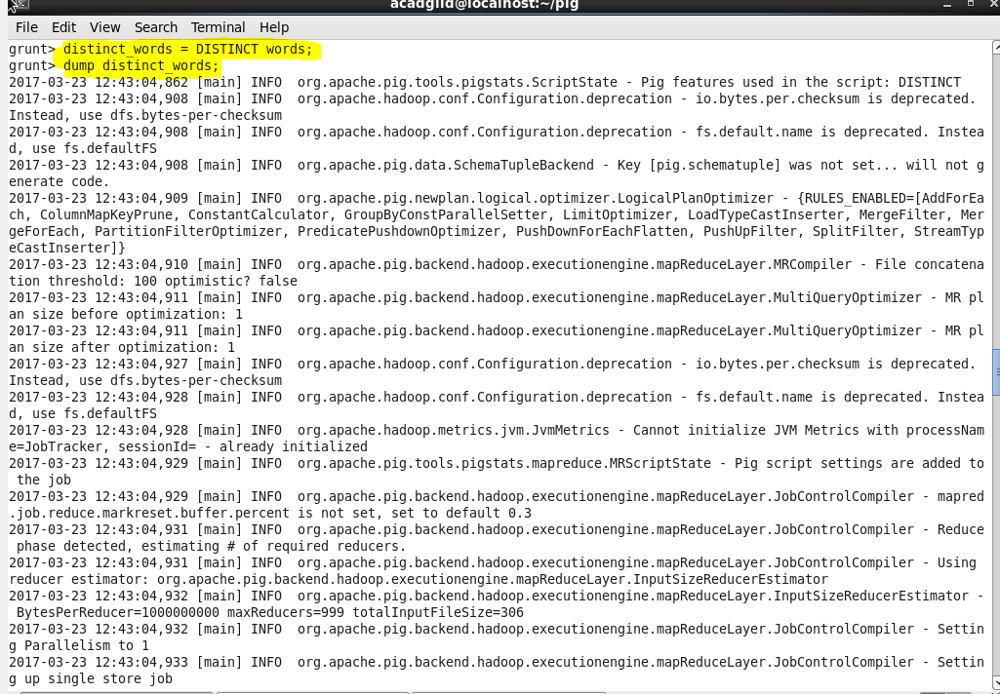 acadgild@localhost:~/pig
File Edit View Search Terminal Help
grunt> distinct_words = DISTINCT words;
grunt> dump distinct_words;
2017-03-23 12:43:04,862 [main] INFO  org.apache.pig.tools.pigstats.ScriptState - Pig features used in the script: DISTINCT
2017-03-23 12:43:04,908 [main] INFO  org.apache.hadoop.conf.Configuration.deprecation - io.bytes.per.checksum is deprecated.
Instead, use dfs.bytes-per-checksum
2017-03-23 12:43:04,908 [main] INFO  org.apache.hadoop.conf.Configuration.deprecation - fs.default.name is deprecated. Instea
d, use fs.defaultFS
2017-03-23 12:43:04,908 [main] INFO  org.apache.pig.data.SchemaTupleBackend - Key [pig.schematuple] was not set... will not g
enerate code.
2017-03-23 12:43:04,909 [main] INFO  org.apache.pig.newplan.logical.optimizer.LogicalPlanOptimizer - {RULES_ENABLED=[AddForEa
ch, ColumnMapKeyPrune, ConstantCalculator, GroupByConstParallelSetter, LimitOptimizer, LoadTypeCastInserter, MergeFilter, Mer
geForEach, PartitionFilterOptimizer, PredicatePushdownOptimizer, PushDownForEachFlatten, PushUpFilter, SplitFilter, StreamTyp
eCastInserter]}
2017-03-23 12:43:04,910 [main] INFO  org.apache.pig.backend.hadoop.executionengine.mapReduceLayer.MRCompiler - File concatena
tion threshold: 100 optimistic? false
2017-03-23 12:43:04,911 [main] INFO  org.apache.pig.backend.hadoop.executionengine.mapReduceLayer.MultiQueryOptimizer - MR pl
an size before optimization: 1
2017-03-23 12:43:04,911 [main] INFO  org.apache.pig.backend.hadoop.executionengine.mapReduceLayer.MultiQueryOptimizer - MR pl
an size after optimization: 1
2017-03-23 12:43:04,927 [main] INFO  org.apache.hadoop.conf.Configuration.deprecation - io.bytes.per.checksum is deprecated.
Instead, use dfs.bytes-per-checksum
2017-03-23 12:43:04,928 [main] INFO  org.apache.hadoop.conf.Configuration.deprecation - fs.default.name is deprecated. Instea
d, use fs.defaultFS
2017-03-23 12:43:04,928 [main] INFO  org.apache.hadoop.metrics.jvm.JvmMetrics - Cannot initialize JVM Metrics with processNam
e=JobTracker, sessionId= - already initialized
2017-03-23 12:43:04,929 [main] INFO  org.apache.pig.tools.pigstats.mapreduce.MRScriptState - Pig script settings are added to
 the job
2017-03-23 12:43:04,929 [main] INFO  org.apache.pig.backend.hadoop.executionengine.mapReduceLayer.JobControlCompiler - mapred
.job.reduce.markreset.buffer.percent is not set, set to default 0.3
2017-03-23 12:43:04,931 [main] INFO  org.apache.pig.backend.hadoop.executionengine.mapReduceLayer.JobControlCompiler - Reduce
 phase detected, estimating # of required reducers.
2017-03-23 12:43:04,931 [main] INFO  org.apache.pig.backend.hadoop.executionengine.mapReduceLayer.JobControlCompiler - Using
reducer estimator: org.apache.pig.backend.hadoop.executionengine.mapReduceLayer.InputSizeReducerEstimator
2017-03-23 12:43:04,932 [main] INFO  org.apache.pig.backend.hadoop.executionengine.mapReduceLayer.InputSizeReducerEstimator -
 BytesPerReducer=1000000000 maxReducers=999 totalInputFileSize=306
2017-03-23 12:43:04,932 [main] INFO  org.apache.pig.backend.hadoop.executionengine.mapReduceLayer.JobControlCompiler - Settin
g Parallelism to 1
2017-03-23 12:43:04,933 [main] INFO  org.apache.pig.backend.hadoop.executionengine.mapReduceLayer.JobControlCompiler - Settin
g up single store job